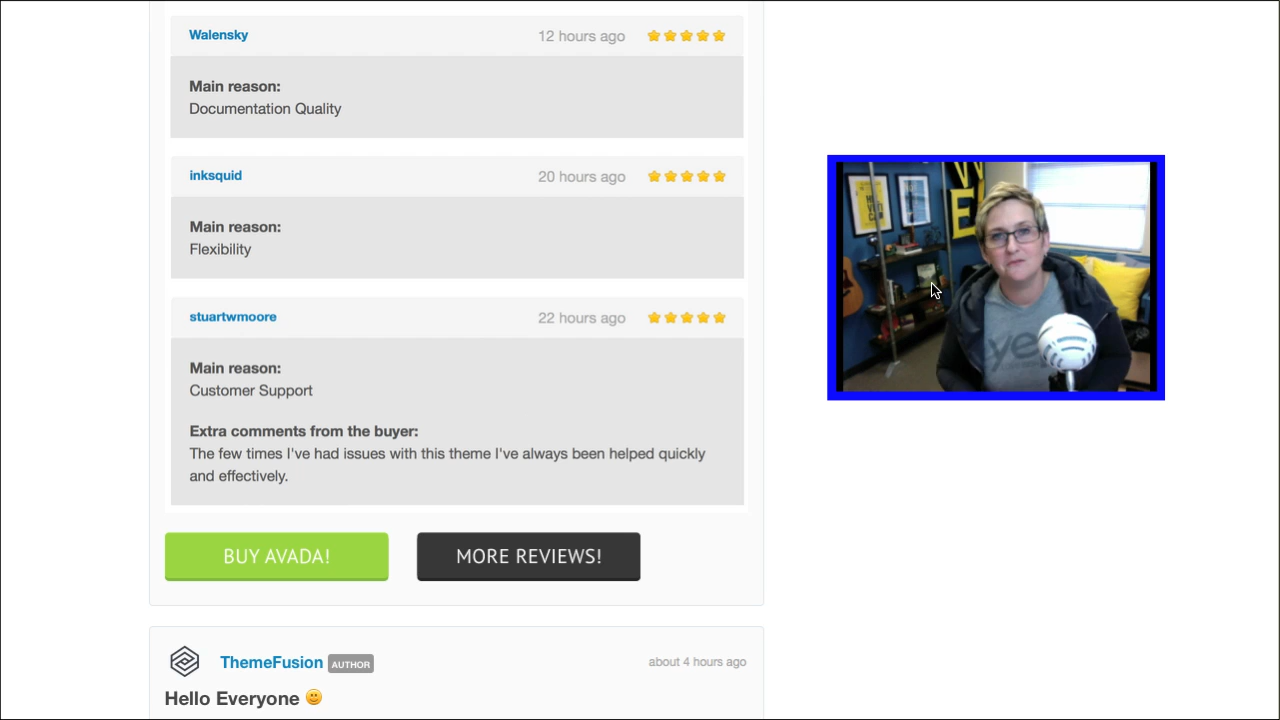 Walensky 12 hours ago
Main reason:
Documentation Quality
inksquid 20 hours ago
Main reason:
Flexibility
stuartwmoore 22 hours ago
Main reason:
Customer Support
Extra comments from the buyer:
The few times I've had issues with this theme I've always been helped quickly
and effectively.
BUY AVADA! MORE REVIEWS!
ThemeFusion AUTHOR about 4 hours ago
Hello Everyone 🙂